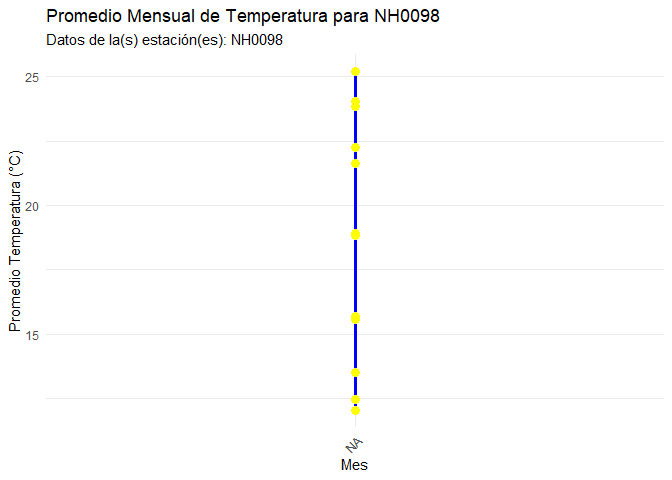 Promedio Mensual de Temperatura para NH0098
Datos de la(s) estación(es): NH0098
Promedio Temperatura (°C)
25
20
15
NA
Mes